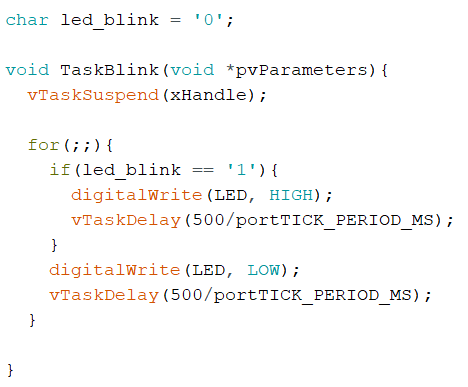 char led_blink = '0';
void TaskBlink(void *pvParameters){
vTaskSuspend(xHandle);
for(;;){
if(led_blink == '1'){
digitalWrite(LED, HIGH);
vTaskDelay(500/portTICK_PERIOD_MS);
}
digitalWrite(LED, LOW);
vTaskDelay(500/portTICK_PERIOD_MS);
}
}